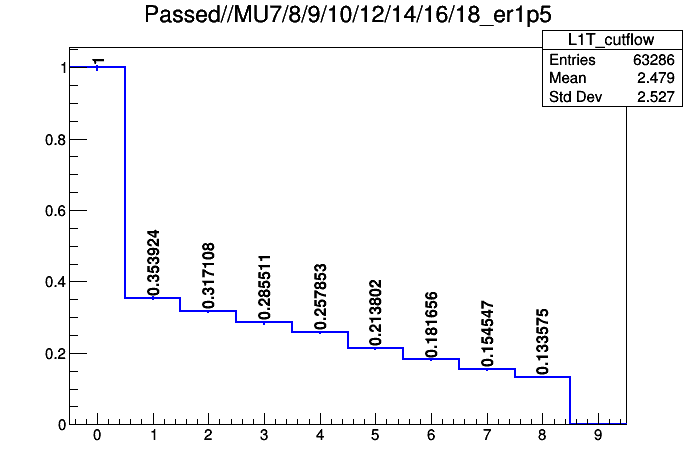 Passed//MU7/8/9/10/12/14/16/18_er1p5
L1T_cutflow
Entries 63286
Mean 2.479
Std Dev 2.527
1
0.8
0.6
0.4
0.2
0
1
0.353924
0.317108
0.285511
0.257853
0.213802
0.181656
0.154547
0.133575
0 1 2 3 4 5 6 7 8 9